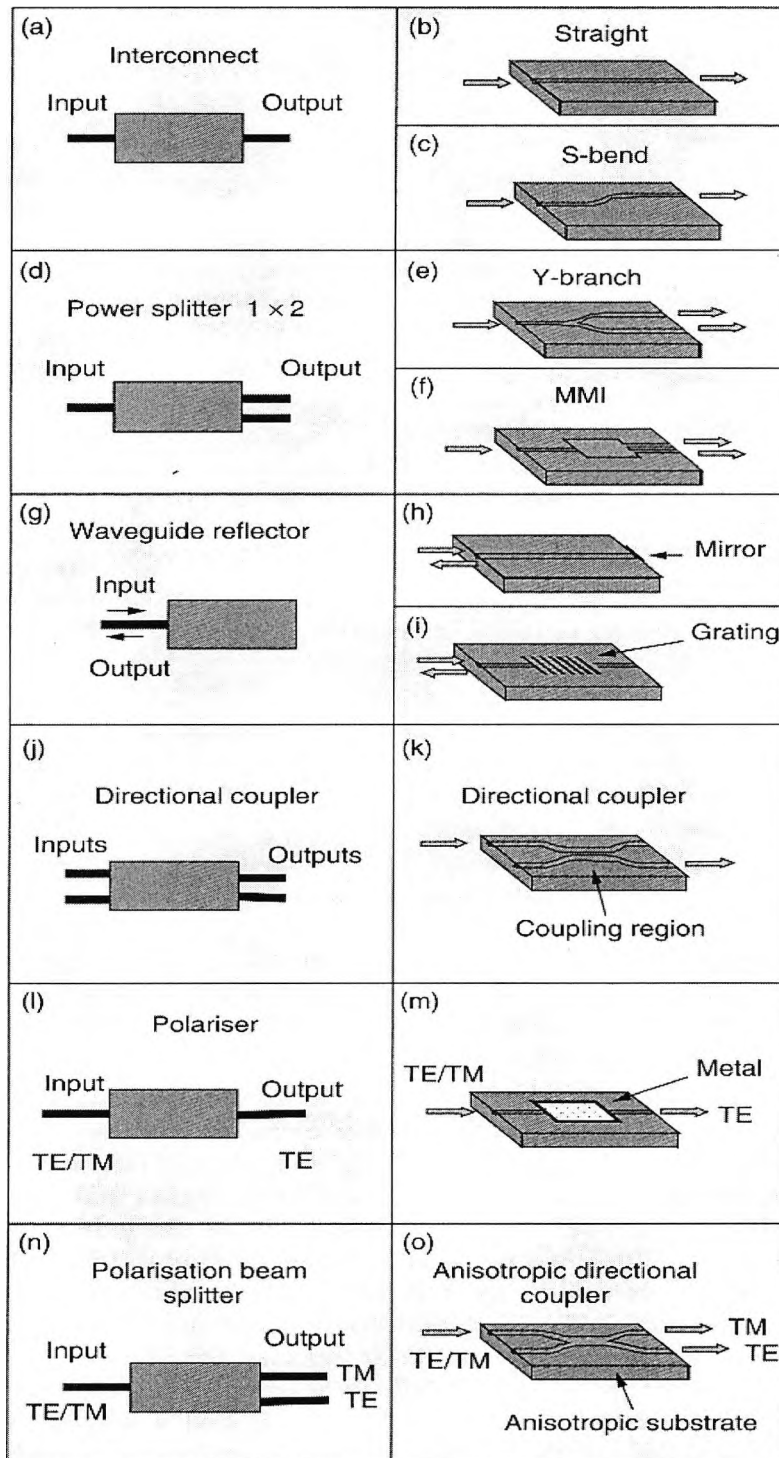 (a)
Interconnect
Input Output
(b)
Straight
(c)
S-bend
(d)
Power splitter 1 × 2
Input Output
(e)
Y-branch
(f)
MMI
(g)
Waveguide reflector
Input
Output
(h)
Mirror
(i)
Grating
(j)
Directional coupler
Inputs Outputs
(k)
Directional coupler
Coupling region
(l)
Polariser
Input Output
TE/TM TE
(m)
TE/TM Metal
TE
(n)
Polarisation beam
splitter
Input Output
TM
TE/TM TE
(o)
Anisotropic directional
coupler
TM
TE/TM TE
Anisotropic substrate